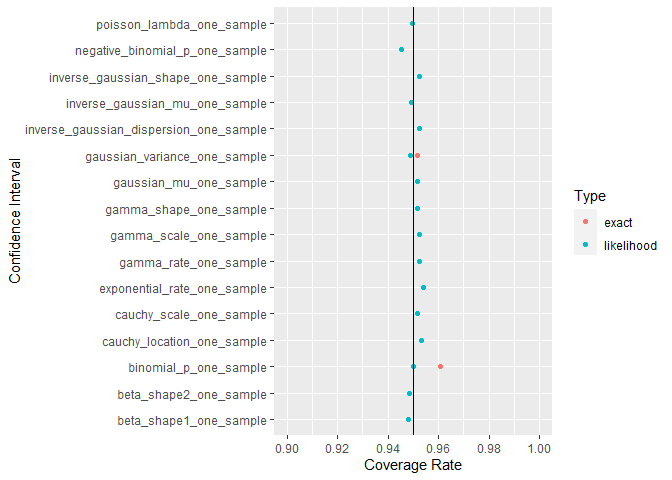 poisson_lambda_one_sample
negative_binomial_p_one_sample
inverse_gaussian_shape_one_sample
inverse_gaussian_mu_one_sample
inverse_gaussian_dispersion_one_sample
gaussian_variance_one_sample
gaussian_mu_one_sample
gamma_shape_one_sample
gamma_scale_one_sample
gamma_rate_one_sample
exponential_rate_one_sample
cauchy_scale_one_sample
cauchy_location_one_sample
binomial_p_one_sample
beta_shape2_one_sample
beta_shape1_one_sample
Confidence Interval
0.90 0.92 0.94 0.96 0.98 1.00
Coverage Rate
Type
exact
likelihood